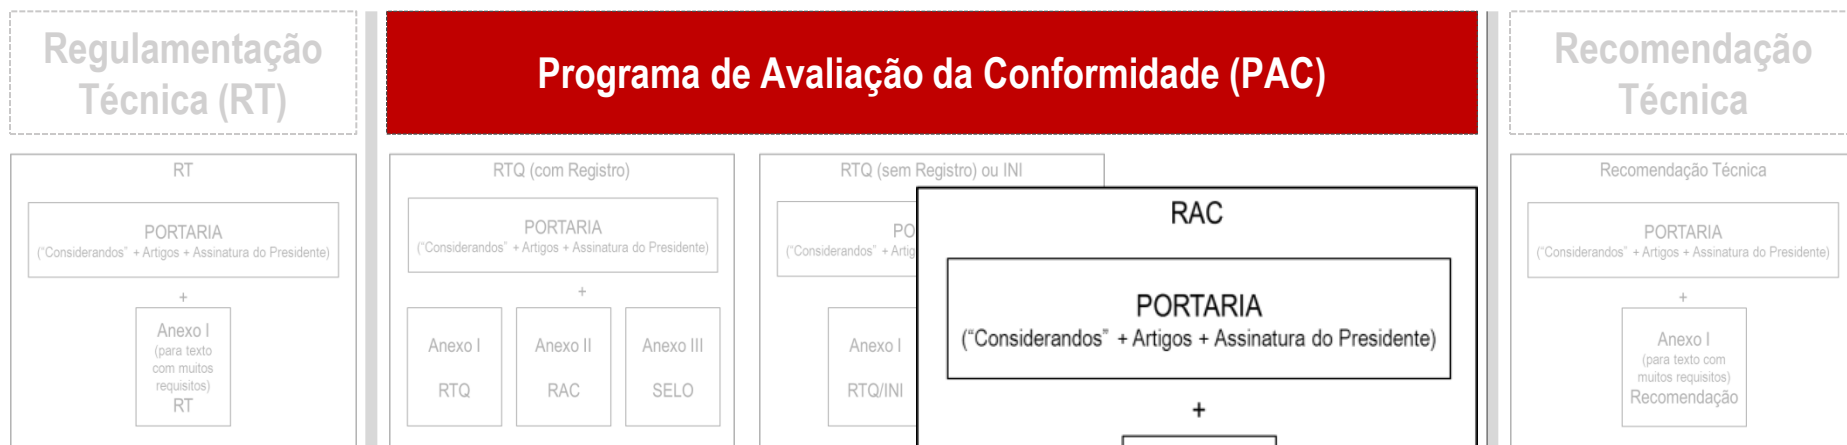 Regulamentação
Técnica (RT)
Programa de Avaliação da Conformidade (PAC)
Recomendação
Técnica
RT
PORTARIA
("Considerandos" + Artigos + Assinatura do Presidente)
+
Anexo I
(para texto
com muitos
requisitos)
RT
RTQ (com Registro)
PORTARIA
("Considerandos" + Artigos + Assinatura do Presidente)
+
Anexo I
RTQ
Anexo II
RAC
Anexo III
SELO
RTQ (sem Registro) ou INI
PO
("Considerandos" + Artig
Anexo I
RTQ/INI
RAC
PORTARIA
("Considerandos" + Artigos + Assinatura do Presidente)
+
Recomendação Técnica
PORTARIA
("Considerandos" + Artigos + Assinatura do Presidente)
+
Anexo I
(para texto com
muitos requisitos)
Recomendação